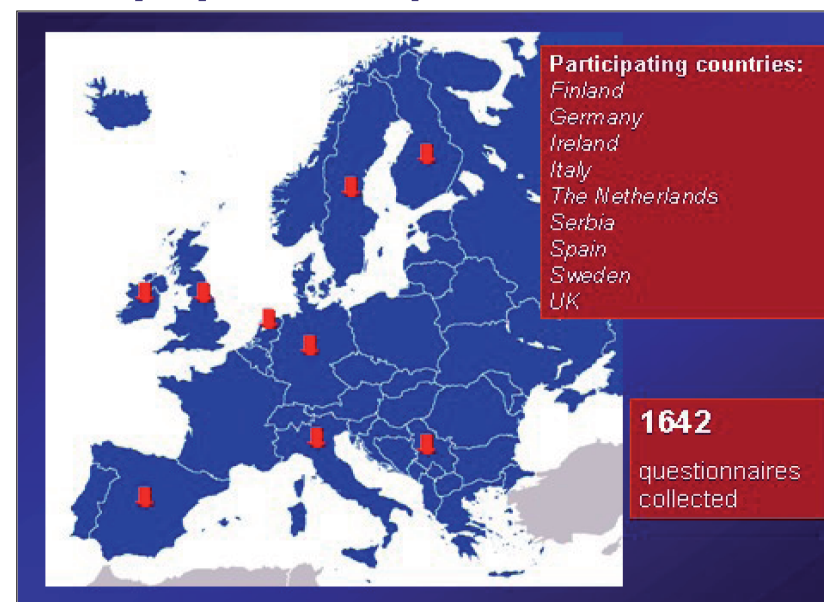 Participating countries:
Finland
Germany
Ireland
Italy
The Netherlands
Serbia
Spain
Sweden
UK
1642
questionnaires
collected